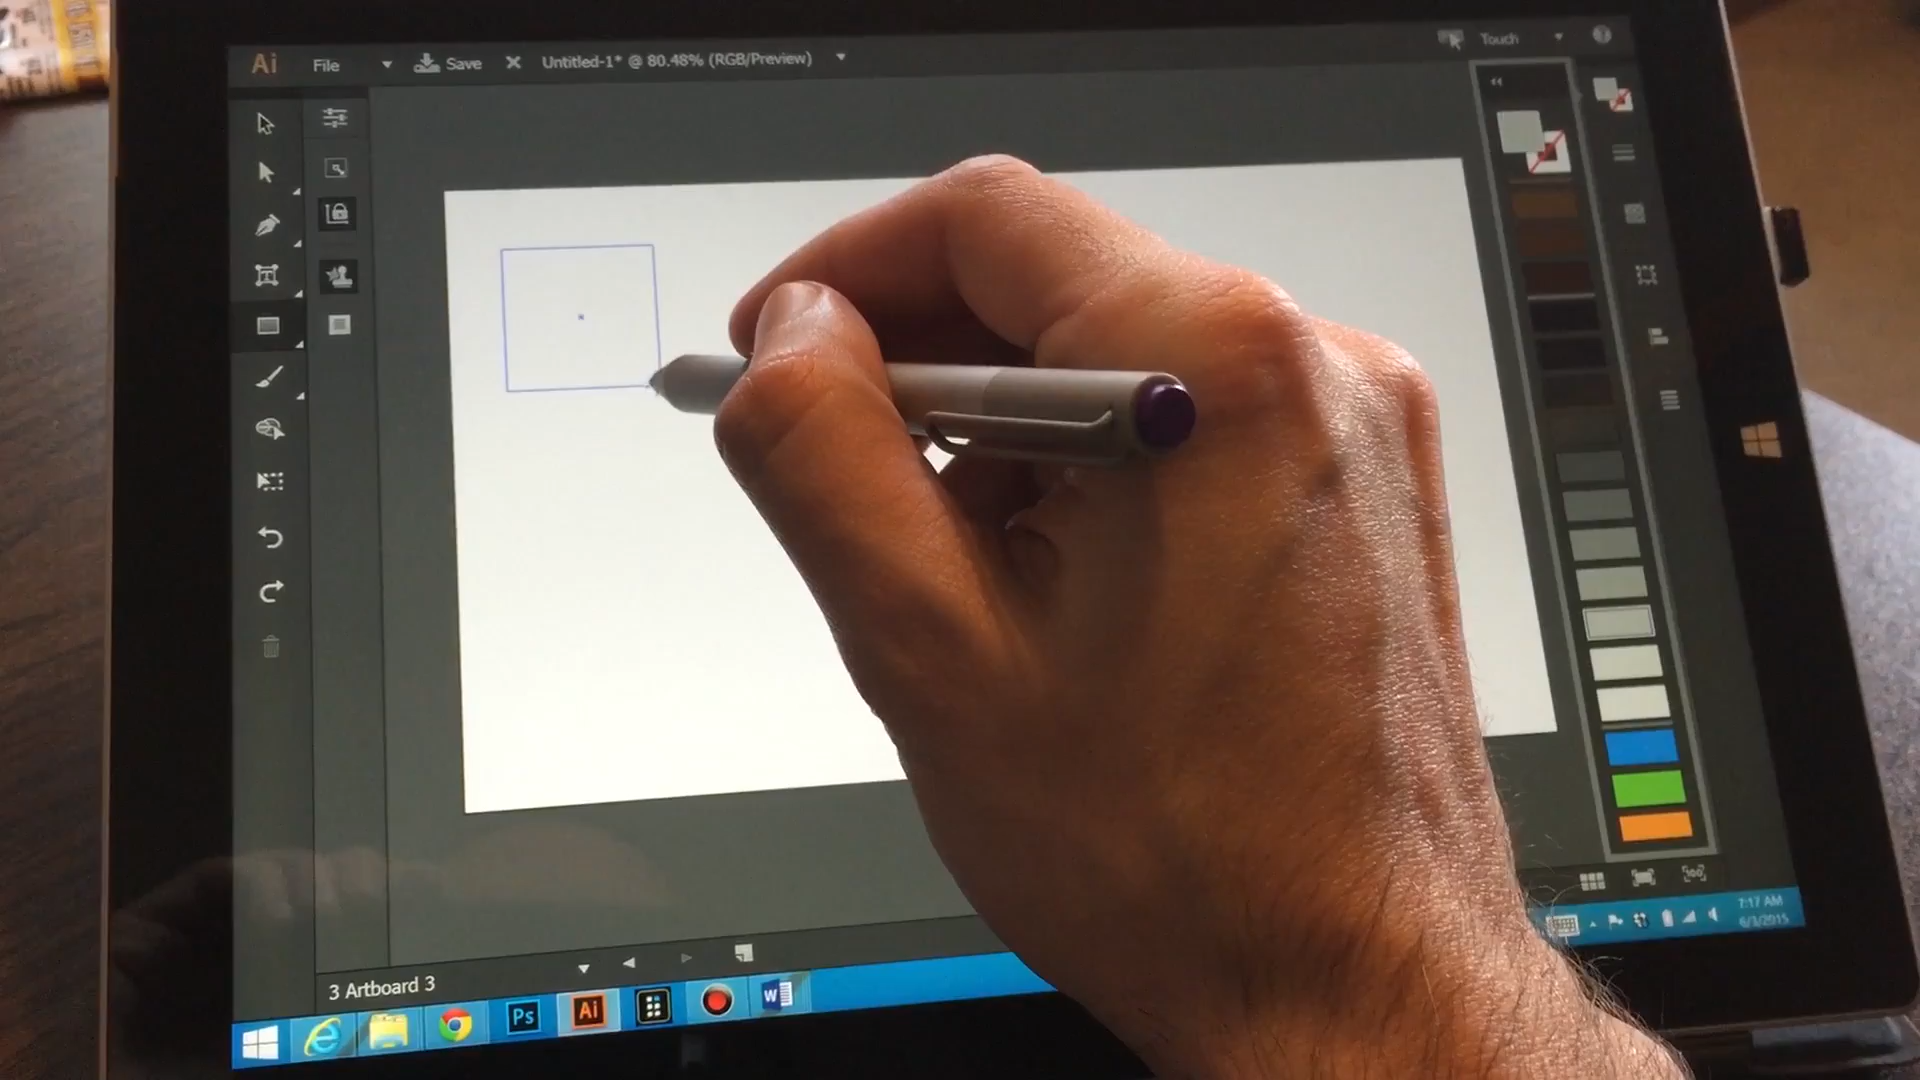 Ai File Save Untitled-1* @ 80.48% (RGB/Preview) Touch
3 Artboard 3
Ps Ai W
7:17 AM
6/3/2015